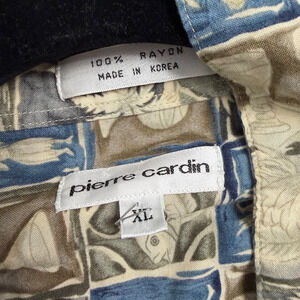 100% RAYON
MADE IN KOREA
pierre cardin
XL